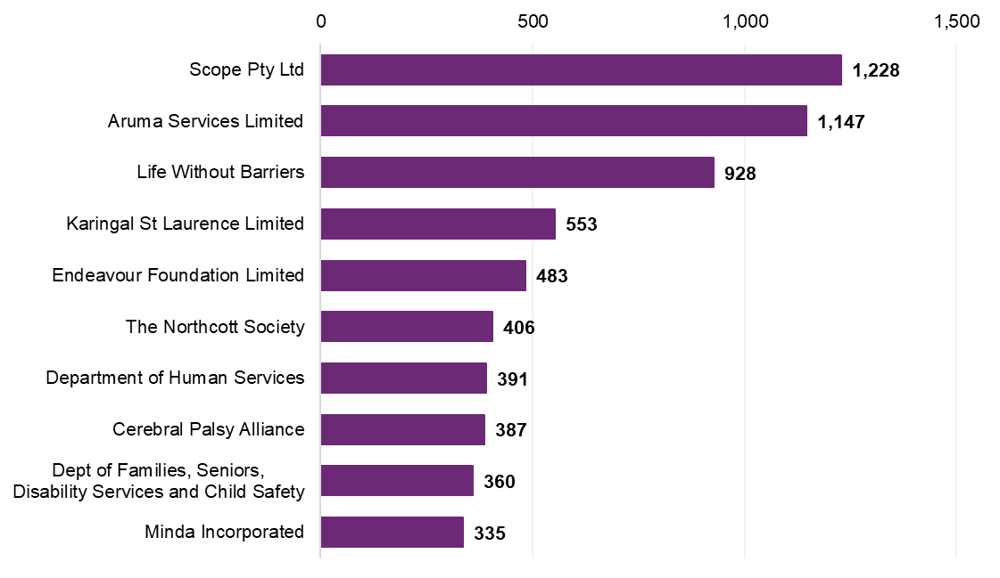 0 500 1,000 1,500
Scope Pty Ltd 1,228
Aruma Services Limited 1,147
Life Without Barriers 928
Karingal St Laurence Limited 553
Endeavour Foundation Limited 483
The Northcott Society 406
Department of Human Services 391
Cerebral Palsy Alliance 387
Dept of Families, Seniors,
Disability Services and Child Safety 360
Minda Incorporated 335